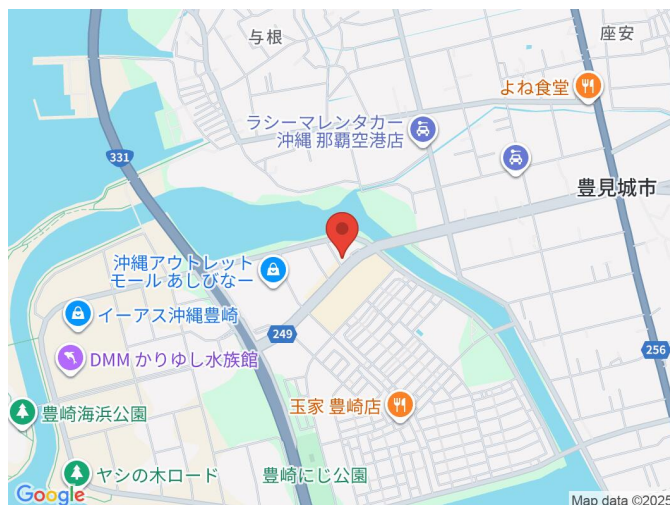 与根
座安
よね食堂
ラシーマレンタカー
沖縄 那覇空港店
331
豊見城市
沖縄アウトレット
モール あしびなー
イーアス沖縄豊崎
249
256
DMM かりゆし水族館
玉家 豊崎店
豊崎海浜公園
豊崎にじ公園
ヤシの木ロード
Google
Map data ©2025